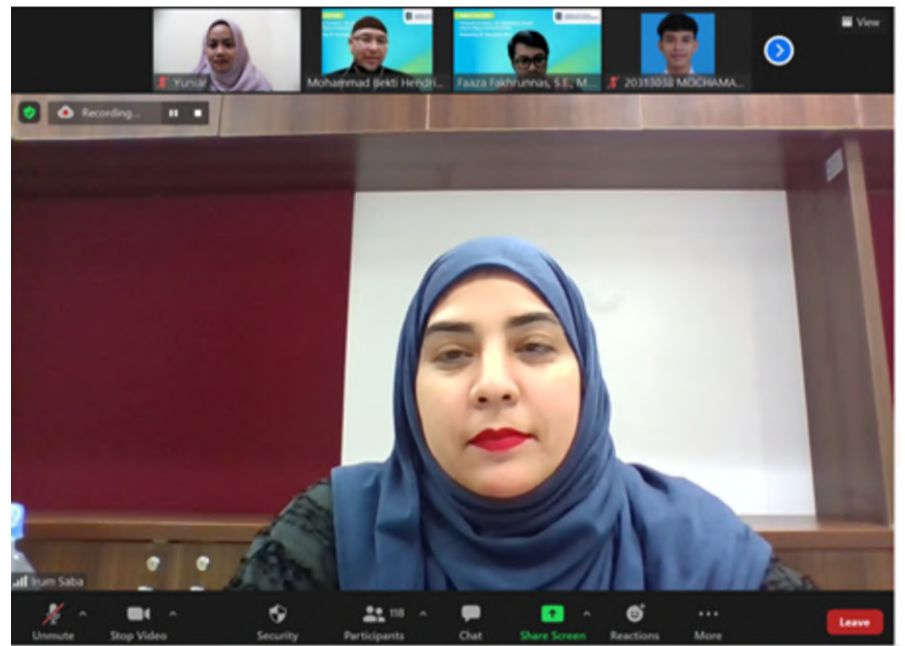 View
Yuniar
Mohammad Bekti Hendri...
Faaza Fakhrunnas, S.E., M...
20313038 MOCHAMA...
Recording...
Irum Saba
Unmute
Stop Video
Security
118
Participants
Chat
Share Screen
Reactions
More
Leave